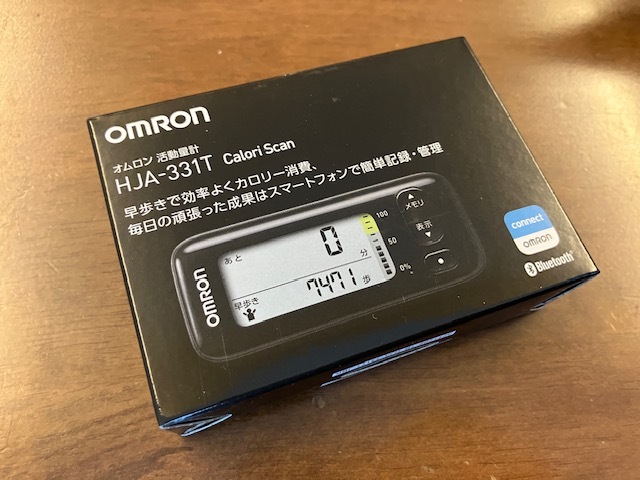 OMRON
オムロン 活動量計
HJA-331T Calori Scan
早歩きで効率よくカロリー消費、
毎日の頑張った成果はスマートフォンで簡単記録・管理
OMRON
あと
0
分
早歩き
7471
歩
100
50
0%
▲
メモリ
表示
▼
connect
OMRON
Bluetooth®